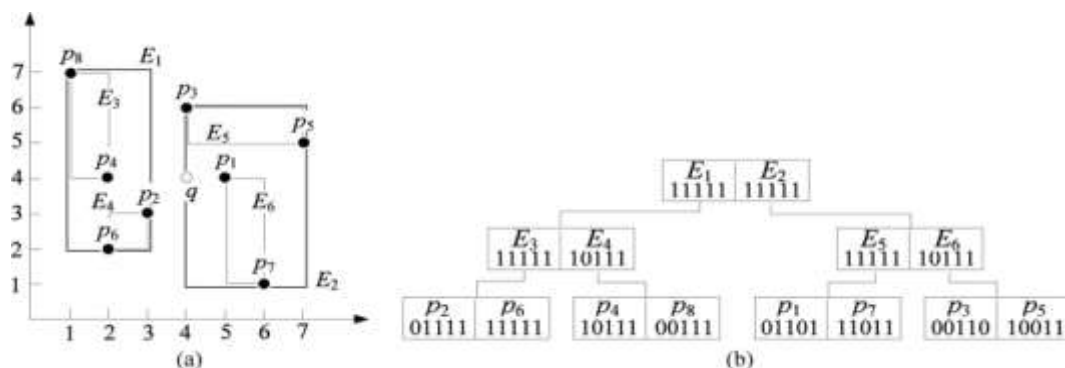 p8 E1
7 p3
6 E3 p5
5 E5
p4 p1
4 q
E4 p2 E6
3
p6
2 p7
1 E2
1 2 3 4 5 6 7
(a)
E1 E2
11111 11111
E3 E4 E5 E6
11111 10111 11111 10111
p2 p6 p4 p8 p1 p7 p3 p5
01111 11111 10111 00111 01101 11011 00110 10011
(b)